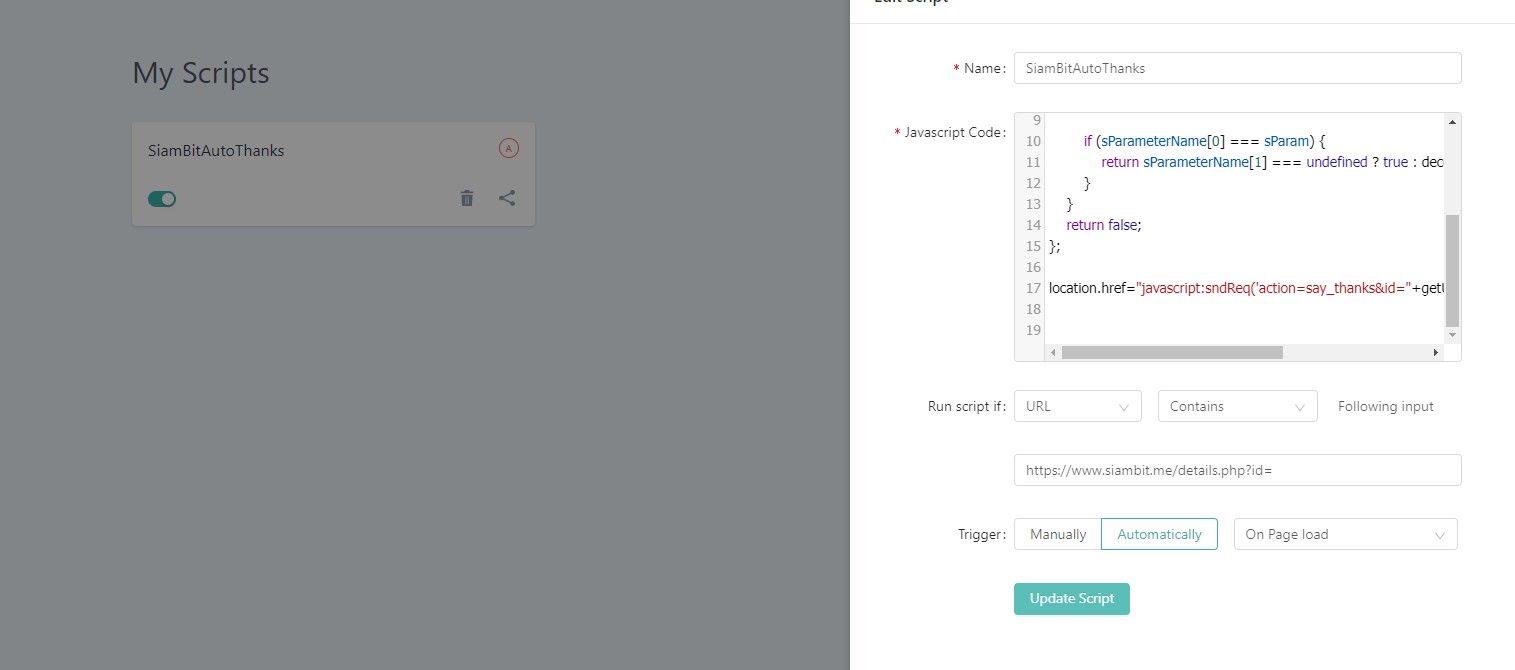 Edit Script
My Scripts
SiamBitAutoThanks
A
* Name:
SiamBitAutoThanks
* Javascript Code:
9
10 if (sParameterName[0] === sParam) {
11 return sParameterName[1] === undefined ? true : dec
12 }
13 }
14 return false;
15 };
16
17 location.href="javascript:sndReq('action=say_thanks&id="+get
18
19
Run script if: URL Contains Following input
https://www.siambit.me/details.php?id=
Trigger: Manually Automatically On Page load
Update Script